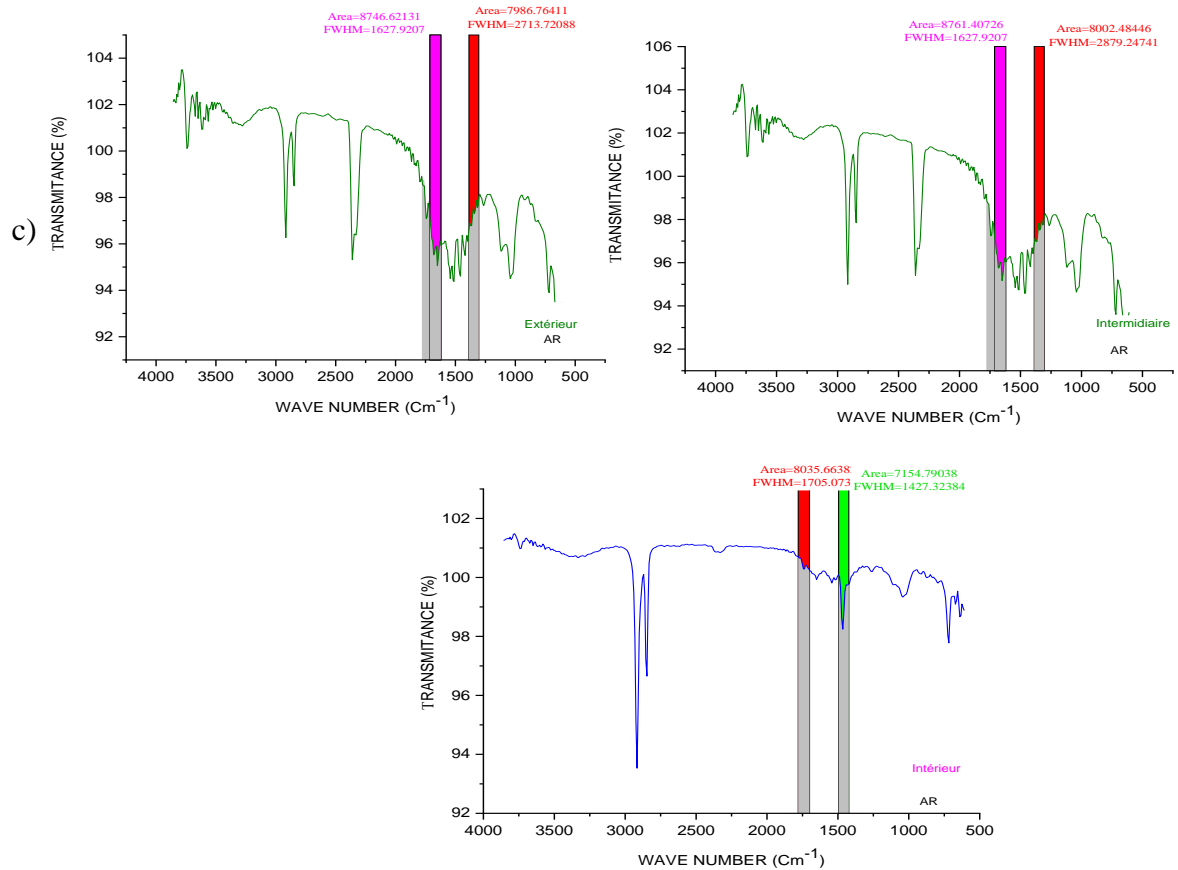 c)
Area=8746.62131
FWHM=1627.9207
Area=7986.76411
FWHM=2713.72088
104
102
100
98
96
94
92
TRANSMITANCE (%)
Extérieur
AR
4000 3500 3000 2500 2000 1500 1000 500
WAVE NUMBER (Cm⁻¹)
Area=8761.40726
FWHM=1627.9207
Area=8002.48446
FWHM=2879.24741
106
104
102
100
98
96
94
92
TRANSMITANCE (%)
Intermidiaire
AR
4000 3500 3000 2500 2000 1500 1000 500
WAVE NUMBER (Cm⁻¹)
Area=8035.6638
FWHM=1705.073
Area=7154.79038
FWHM=1427.32384
102
100
98
96
94
92
TRANSMITANCE (%)
Intérieur
AR
4000 3500 3000 2500 2000 1500 1000 500
WAVE NUMBER (Cm⁻¹)